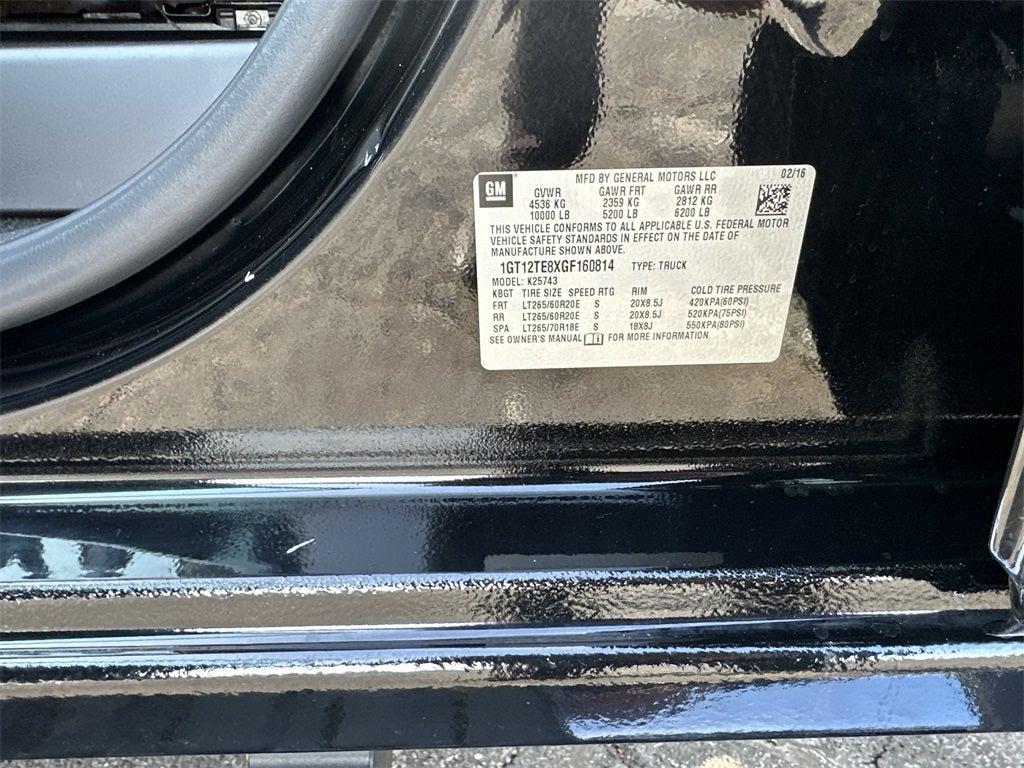 GM
MFD BY GENERAL MOTORS LLC 02/16
GVWR GAWR FRT GAWR RR
4536 KG 2359 KG 2812 KG
10000 LB 5200 LB 6200 LB
THIS VEHICLE CONFORMS TO ALL APPLICABLE U.S. FEDERAL MOTOR
VEHICLE SAFETY STANDARDS IN EFFECT ON THE DATE OF
MANUFACTURE SHOWN ABOVE.
1GT12TE8XGF160814 TYPE: TRUCK
MODEL: K25743
KBGT TIRE SIZE SPEED RTG RIM COLD TIRE PRESSURE
FRT LT265/60R20E S 20X8.5J 420KPA(60PSI)
RR LT265/60R20E S 20X8.5J 520KPA(75PSI)
SPA LT265/70R18E S 18X8J 550KPA(80PSI)
SEE OWNER'S MANUAL FOR MORE INFORMATION.